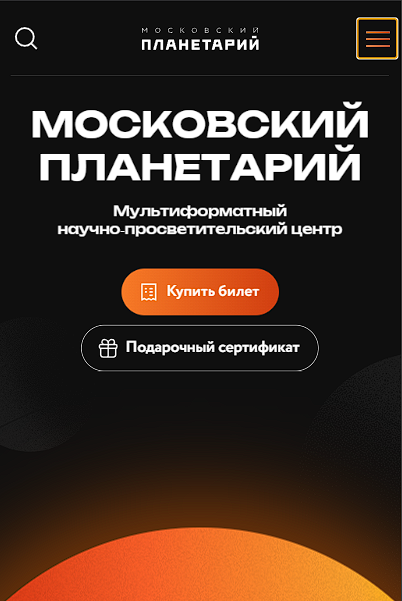 МОСКОВСКИЙ
ПЛАНЕТАРИЙ
МОСКОВСКИЙ
ПЛАНЕТАРИЙ
Мультиформатный
научно-просветительский центр
Купить билет
Подарочный сертификат